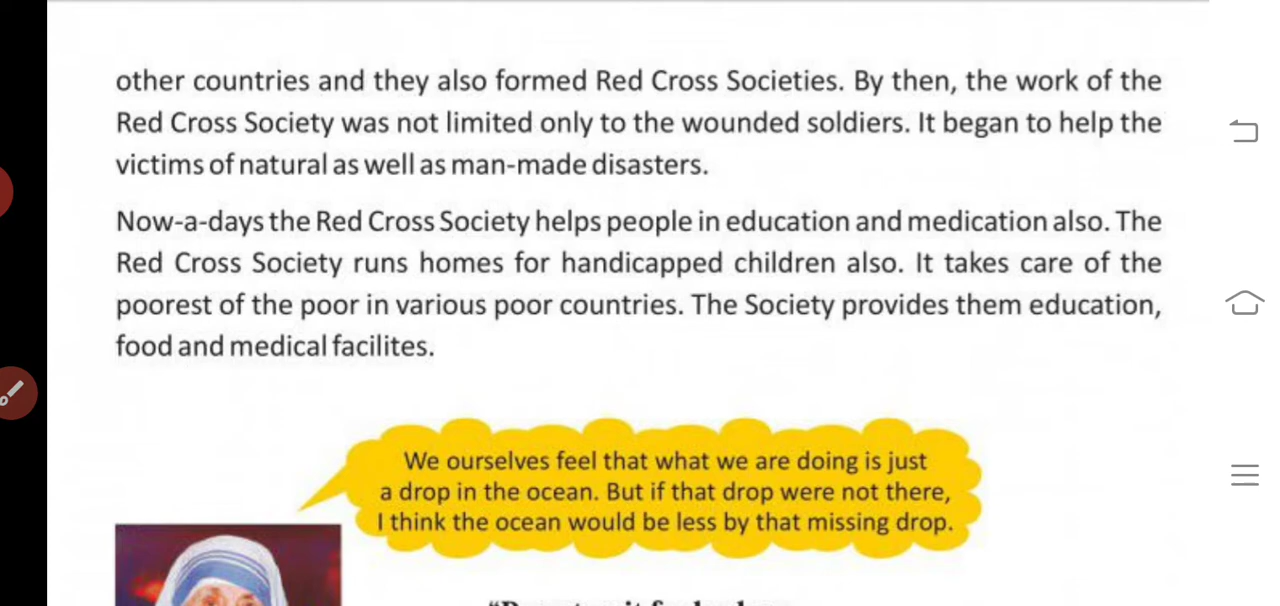 other countries and they also formed Red Cross Societies. By then, the work of the
Red Cross Society was not limited only to the wounded soldiers. It began to help the
victims of natural as well as man-made disasters.
Now-a-days the Red Cross Society helps people in education and medication also. The
Red Cross Society runs homes for handicapped children also. It takes care of the
poorest of the poor in various poor countries. The Society provides them education,
food and medical facilites.
We ourselves feel that what we are doing is just
a drop in the ocean. But if that drop were not there,
I think the ocean would be less by that missing drop.